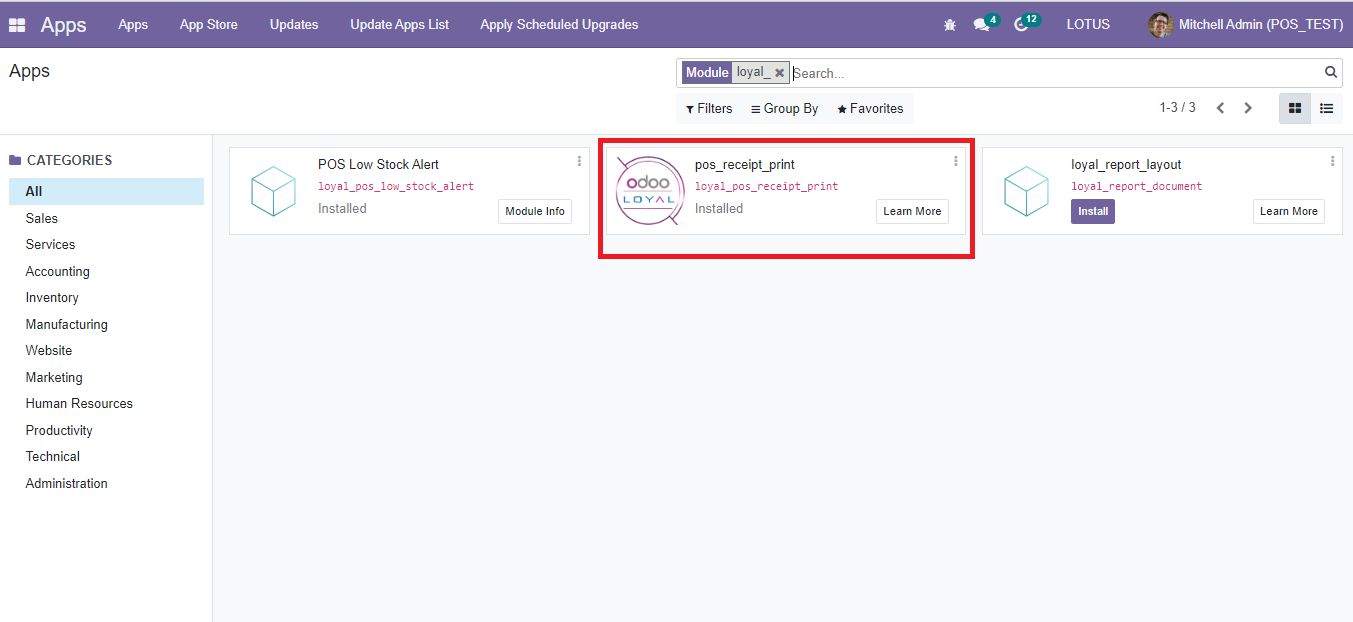 Apps Apps App Store Updates Update Apps List Apply Scheduled Upgrades 4 12 LOTUS Mitchell Admin (POS_TEST)
Apps
Module loyal_ Search...
Filters Group By Favorites 1-3 / 3
CATEGORIES
All
Sales
Services
Accounting
Inventory
Manufacturing
Website
Marketing
Human Resources
Productivity
Technical
Administration
POS Low Stock Alert
loyal_pos_low_stock_alert
Installed
Module Info
odoo
LOYAL
pos_receipt_print
loyal_pos_receipt_print
Installed
Learn More
loyal_report_layout
loyal_report_document
Install
Learn More